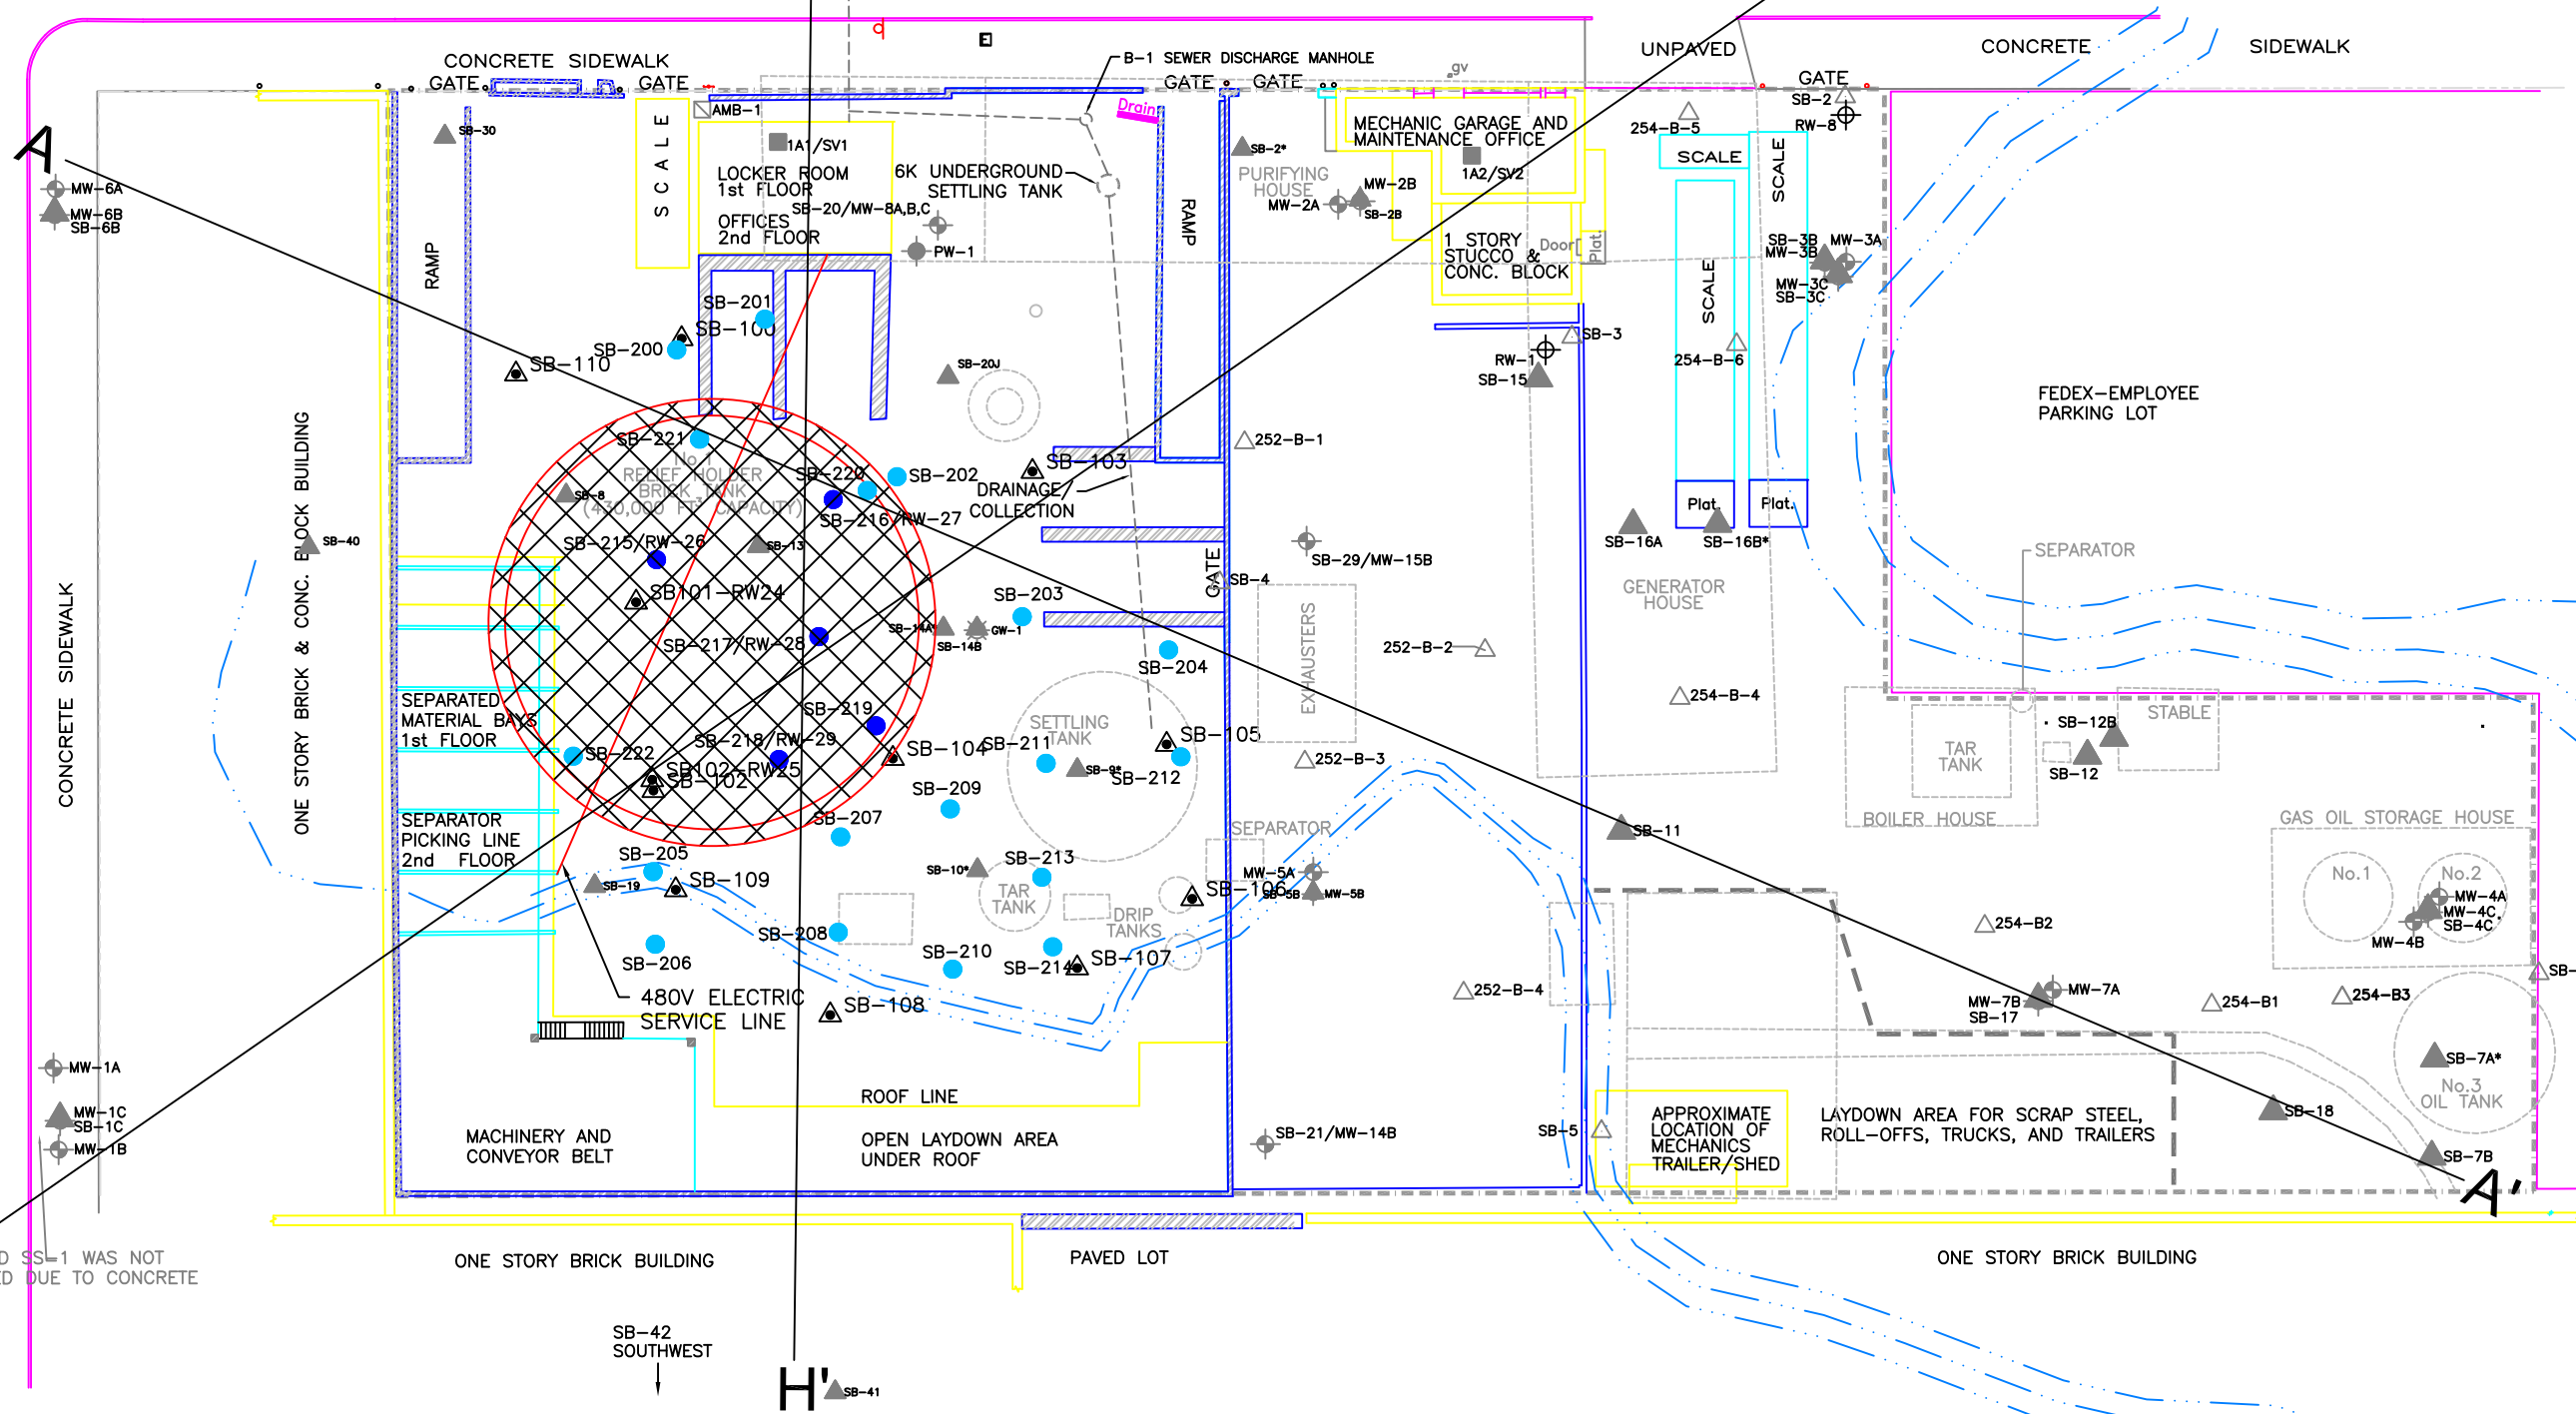 CONCRETE SIDEWALK
GATE
GATE
B-1 SEWER DISCHARGE MANHOLE
GATE
GATE
gv
UNPAVED
CONCRETE
SIDEWALK
GATE
E
A
MW-6A
MW-6B
SB-6B
SB-30
SCALE
AMB-1
1A1/SV1
LOCKER ROOM
1st FLOOR
OFFICES
2nd FLOOR
SB-20/MW-8A,B,C
PW-1
6K UNDERGROUND
SETTLING TANK
Drain
RAMP
RAMP
SB-2*
PURIFYING
HOUSE
MECHANIC GARAGE AND
MAINTENANCE OFFICE
1A2/SV2
MW-2A
MW-2B
SB-2B
1 STORY
STUCCO &
CONC. BLOCK
Door
Plat.
254-B-5
SCALE
SCALE
SCALE
SB-2
RW-8
SB-3B
MW-3B
MW-3A
MW-3C
SB-3C
SB-3
RW-1
SB-15
254-B-6
FEDEX-EMPLOYEE
PARKING LOT
SB-201
SB-100
SB-200
SB-110
SB-20J
252-B-1
SB-221
No.1
RELIEF HOLDER
BRICK TANK
(430,000 FT³ CAPACITY)
SB-8
SB-220
SB-202
SB-103
DRAINAGE/
COLLECTION
SB-216/RW-27
SB-215/RW-26
SB-13
SB-40
ONE STORY BRICK & CONC. BLOCK BUILDING
CONCRETE SIDEWALK
SB101-RW24
SB-217/RW-28
SB-14A*
SB-14B
GW-1
SB-203
SB-204
GATE
SB-4
SB-29/MW-15B
EXHAUSTERS
252-B-2
SB-16A
Plat.
Plat.
SB-16B*
GENERATOR
HOUSE
SEPARATOR
254-B-4
SEPARATED
MATERIAL BAYS
1st FLOOR
SB-219
SB-218/RW-29
SB-222
SB102-RW25
SB-102
SB-104
SB-211
SETTLING
TANK
SB-9*
SB-105
SB-212
252-B-3
SB-209
SB-207
SEPARATOR
SB-11
TAR
TANK
BOILER HOUSE
SB-12B
SB-12
STABLE
GAS OIL STORAGE HOUSE
No.1
No.2
MW-4A
MW-4C
SB-4C
MW-4B
SEPARATOR
PICKING LINE
2nd FLOOR
SB-205
SB-19
SB-109
SB-10*
SB-213
TAR
TANK
DRIP
TANKS
SB-106
MW-5A
SB-5B
MW-5B
SB-206
SB-208
SB-210
SB-214
SB-107
SB-108
252-B-4
254-B2
MW-7A
MW-7B
SB-17
254-B1
254-B3
SB-
480V ELECTRIC
SERVICE LINE
SB-7A*
No.3
OIL TANK
SB-18
SB-7B
A'
MW-1A
MW-1C
SB-1C
MW-1B
ROOF LINE
MACHINERY AND
CONVEYOR BELT
OPEN LAYDOWN AREA
UNDER ROOF
SB-21/MW-14B
SB-5
APPROXIMATE
LOCATION OF
MECHANICS
TRAILER/SHED
LAYDOWN AREA FOR SCRAP STEEL,
ROLL-OFFS, TRUCKS, AND TRAILERS
D SS-1 WAS NOT
ED DUE TO CONCRETE
ONE STORY BRICK BUILDING
PAVED LOT
ONE STORY BRICK BUILDING
SB-42
SOUTHWEST
H'
SB-41